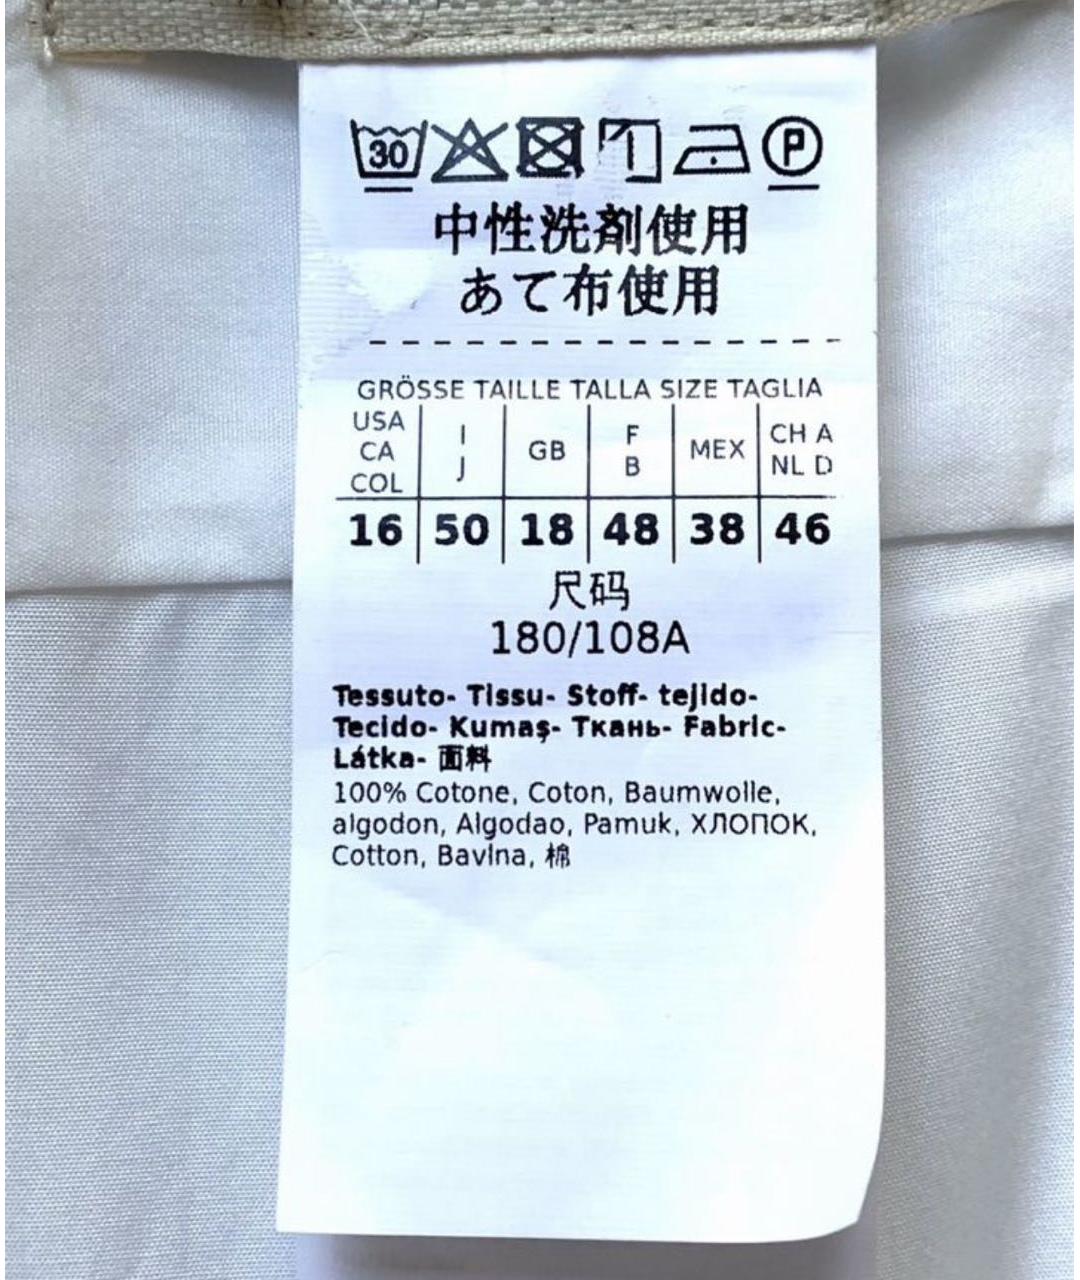 30 P
中性洗剤使用
あて布使用
GRÖSSE TAILLE TALLA SIZE TAGLIA
USA CA COL I J GB F B MEX CH A NL D
16 50 18 48 38 46
尺码
180/108A
Tessuto- Tissu- Stoff- tejido-
Tecido- Kumaş- Ткань- Fabric-
Látka- 面料
100% Cotone, Coton, Baumwolle,
algodon, Algodao, Pamuk, ХЛОПОК,
Cotton, Bavlna, 棉